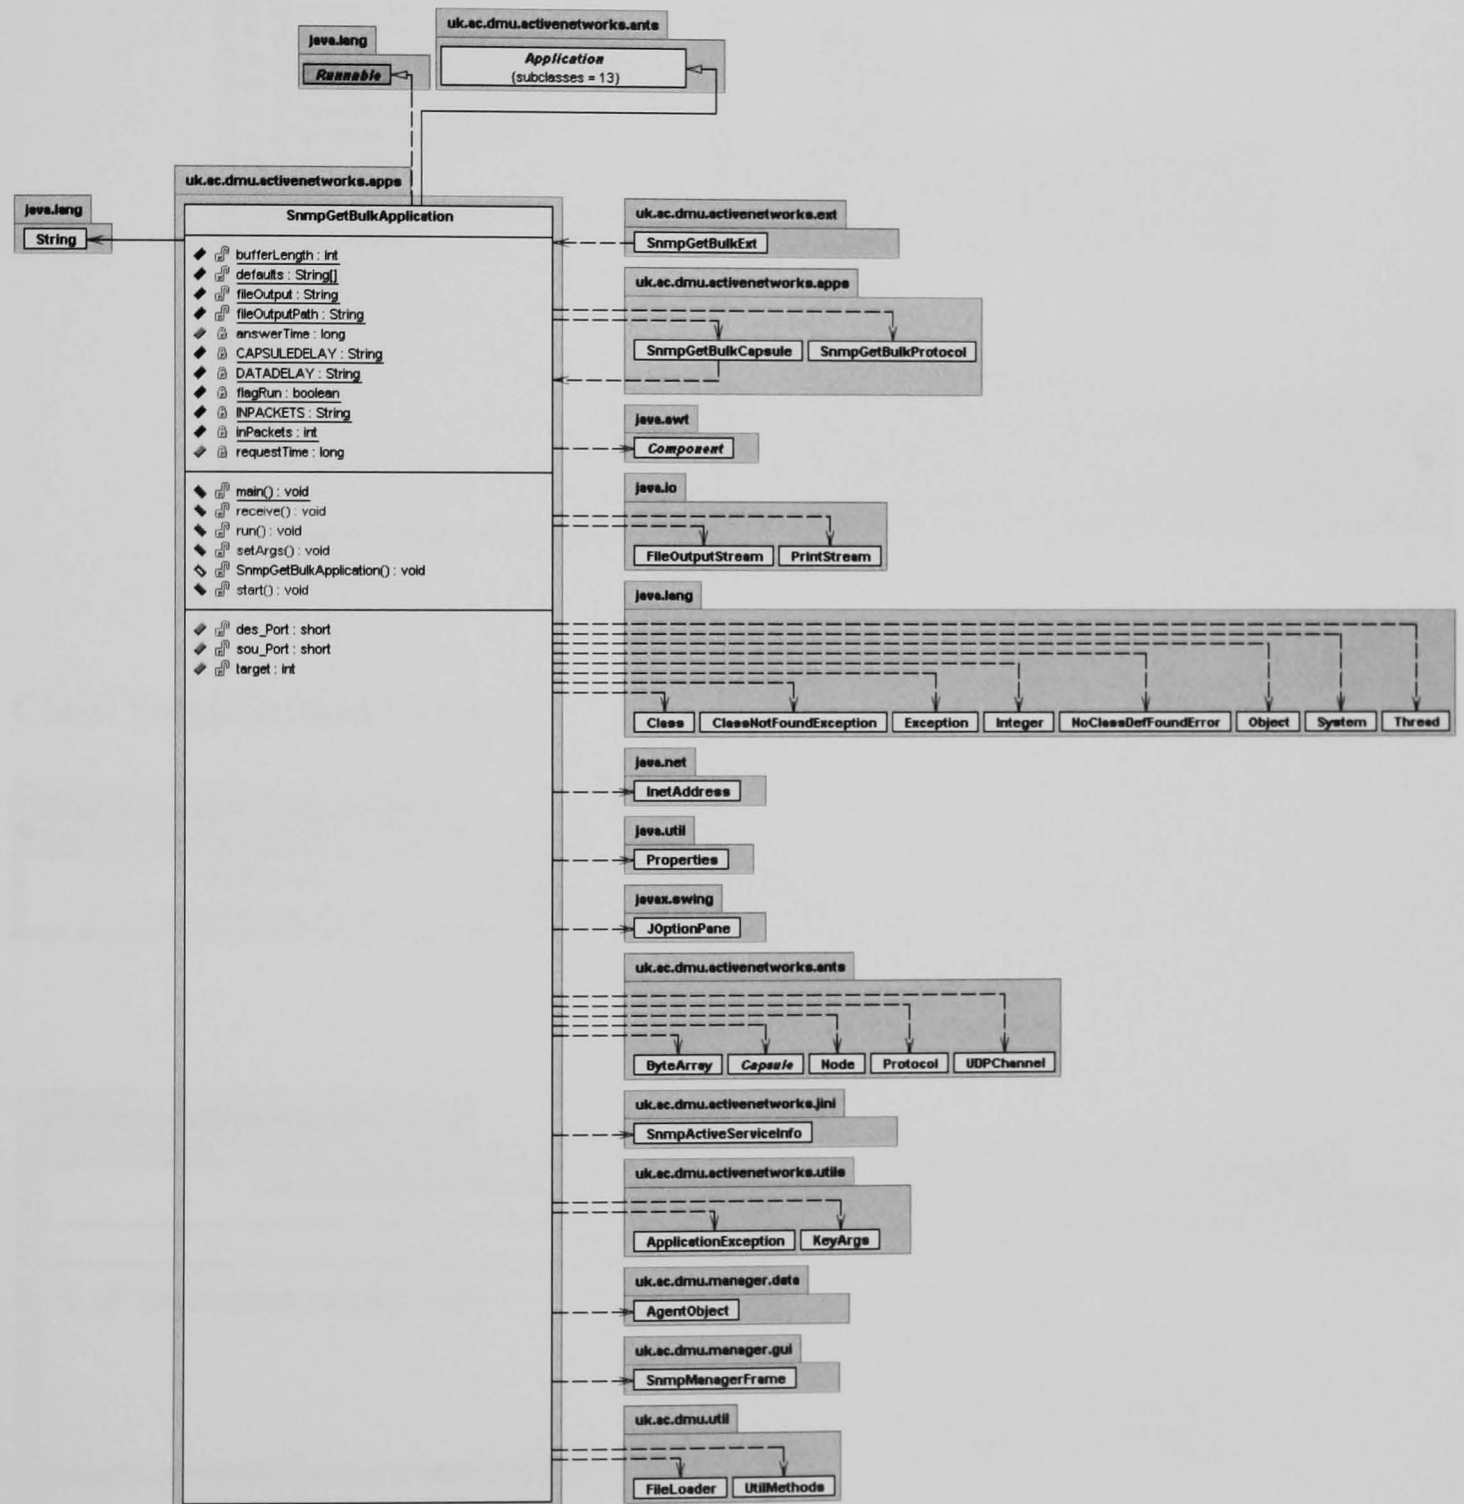 uk.ac.dmu.activenetworks.ants
java.lang
Application
{subclasses = 13}
Runnable
uk.ac.dmu.activenetworks.apps
java.lang
String
SnmpGetBulkApplication
bufferLength : int
defaults : String[]
fileOutput : String
fileOutputPath : String
answerTime : long
CAPSULEDELAY : String
DATADELAY : String
flagRun : boolean
INPACKETS : String
inPackets : int
requestTime : long
main() : void
receive() : void
run() : void
setArgs() : void
SnmpGetBulkApplication() : void
start() : void
des_Port : short
sou_Port : short
target : int
uk.ac.dmu.activenetworks.ext
SnmpGetBulkExt
uk.ac.dmu.activenetworks.apps
SnmpGetBulkCapsule SnmpGetBulkProtocol
java.awt
Component
java.io
FileOutputStream PrintStream
java.lang
Class ClassNotFoundException Exception Integer NoClassDefFoundError Object System Thread
java.net
InetAddress
java.util
Properties
javax.swing
JOptionPane
uk.ac.dmu.activenetworks.ants
ByteArray Capsule Node Protocol UDPChannel
uk.ac.dmu.activenetworks.jini
SnmpActiveServiceInfo
uk.ac.dmu.activenetworks.utils
ApplicationException KeyArgs
uk.ac.dmu.manager.data
AgentObject
uk.ac.dmu.manager.gui
SnmpManagerFrame
uk.ac.dmu.util
FileLoader UtilMethods